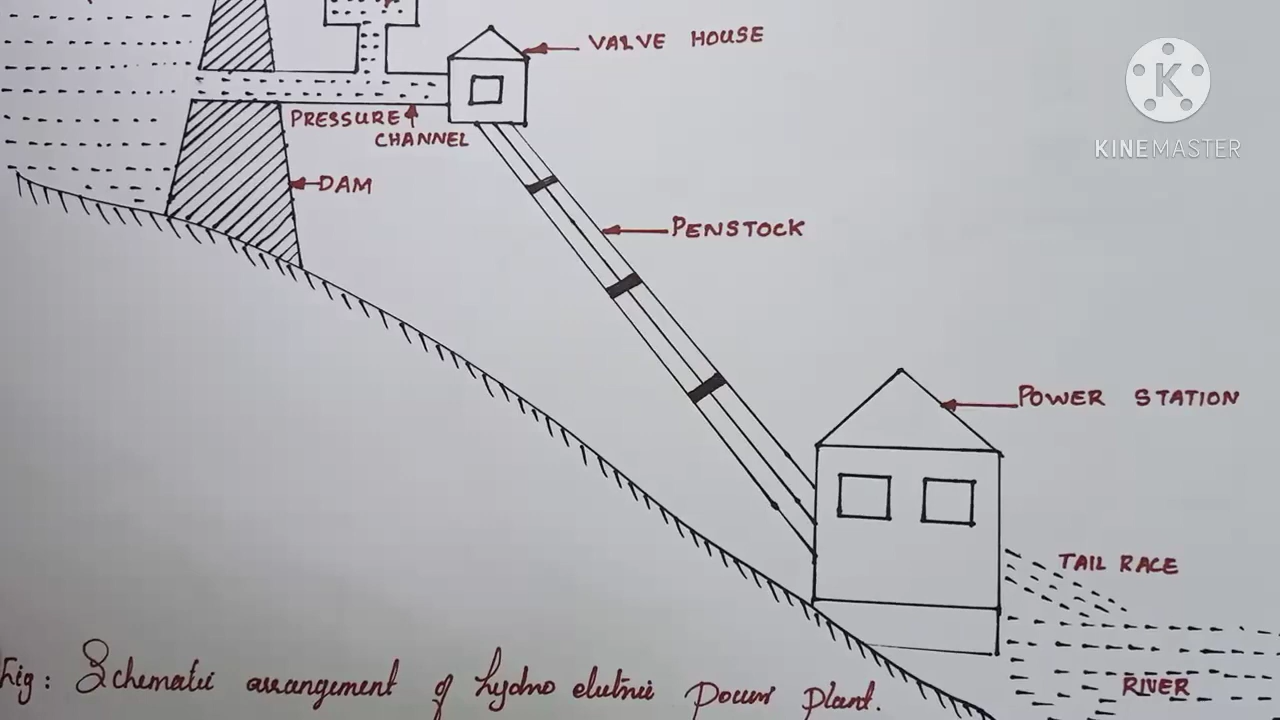 VALVE HOUSE
K
KINEMASTER
PRESSURE
CHANNEL
DAM
PENSTOCK
POWER STATION
TAIL RACE
RIVER
Fig: Schematic arrangement of hydro electric power plant.